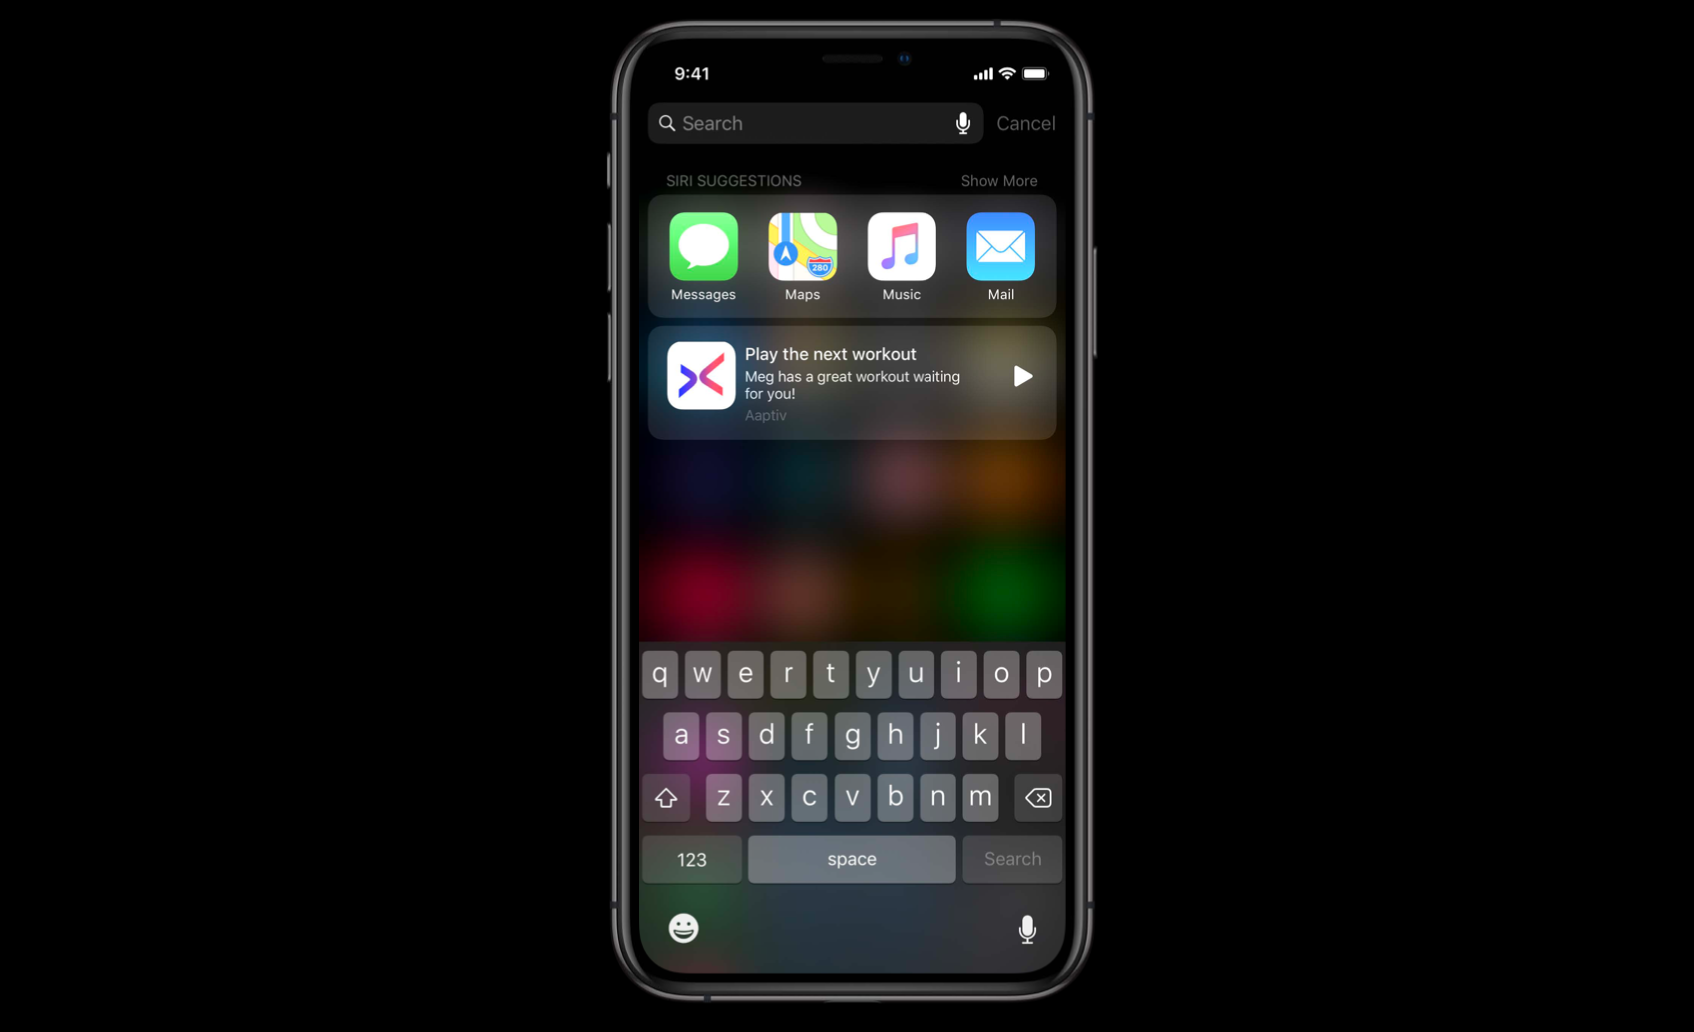 9:41
Search
Cancel
SIRI SUGGESTIONS
Show More
280
Messages
Maps
Music
Mail
Play the next workout
Meg has a great workout waiting
for you!
Aaptiv
q w e r t y u i o p
a s d f g h j k l
z x c v b n m
123
space
Search